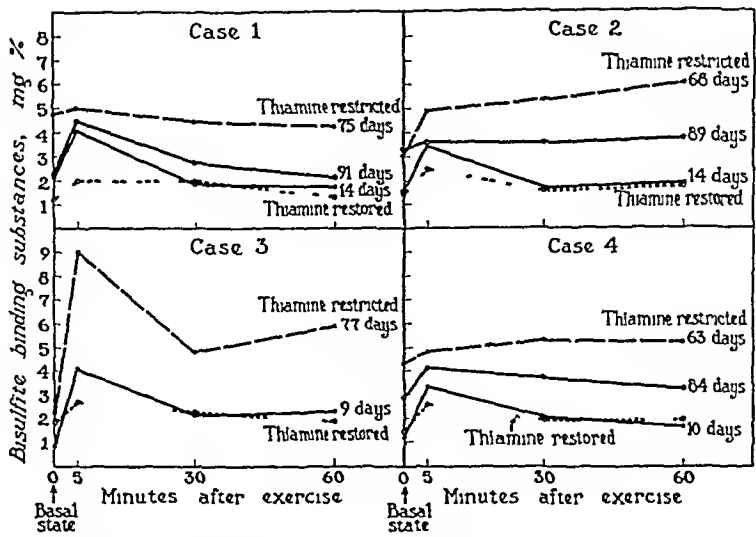 Bisulfite binding substances, mg %
Case 1
8
7
6
5
4
3
2
1
Thiamine restricted
75 days
91 days
14 days
Thiamine restored
Case 2
Thiamine restricted
68 days
89 days
14 days
Thiamine restored
Case 3
9
8
7
6
5
4
3
2
1
Thiamine restricted
77 days
9 days
Thiamine restored
Case 4
Thiamine restricted
63 days
84 days
10 days
Thiamine restored
0 5 30 60
Minutes after exercise
Basal
state
0 5 30 60
Minutes after exercise
Basal
state